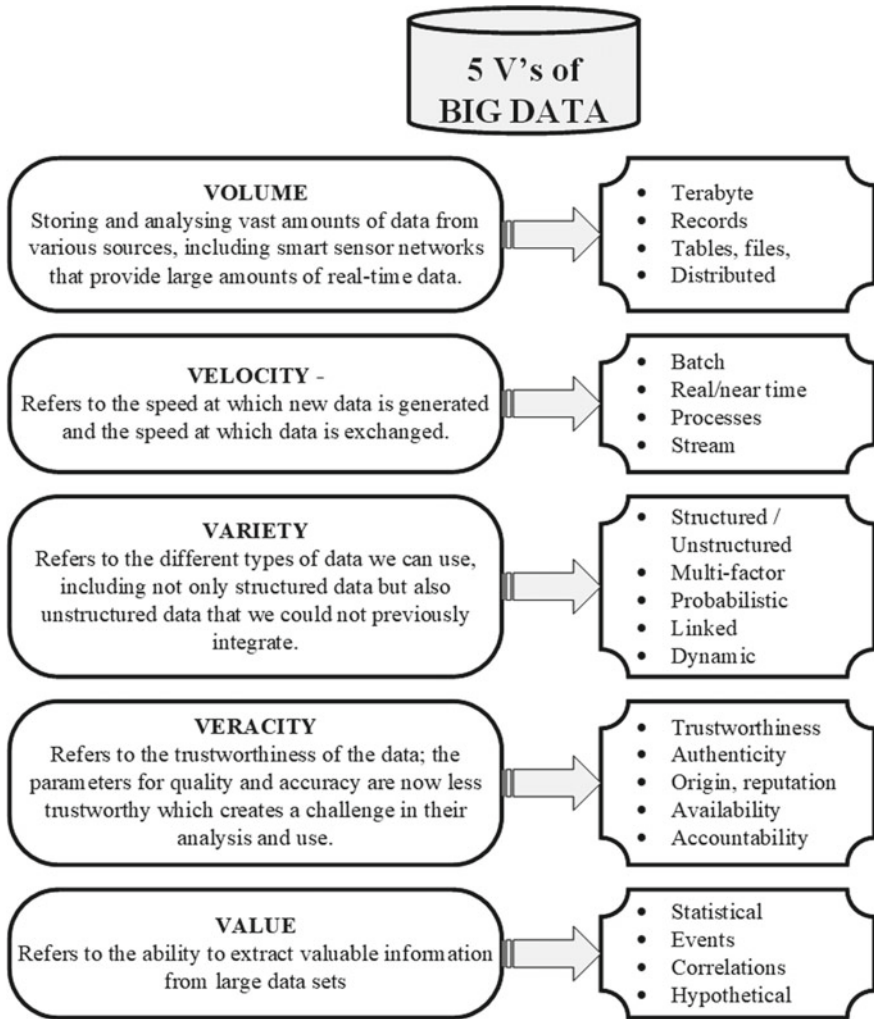 5 V's of
BIG DATA
VOLUME
Storing and analysing vast amounts of data from
various sources, including smart sensor networks
that provide large amounts of real-time data.
• Terabyte
• Records
• Tables, files,
• Distributed
VELOCITY -
Refers to the speed at which new data is generated
and the speed at which data is exchanged.
• Batch
• Real/near time
• Processes
• Stream
VARIETY
Refers to the different types of data we can use,
including not only structured data but also
unstructured data that we could not previously
integrate.
• Structured /
Unstructured
• Multi-factor
• Probabilistic
• Linked
• Dynamic
VERACITY
Refers to the trustworthiness of the data; the
parameters for quality and accuracy are now less
trustworthy which creates a challenge in their
analysis and use.
• Trustworthiness
• Authenticity
• Origin, reputation
• Availability
• Accountability
VALUE
Refers to the ability to extract valuable information
from large data sets
• Statistical
• Events
• Correlations
• Hypothetical